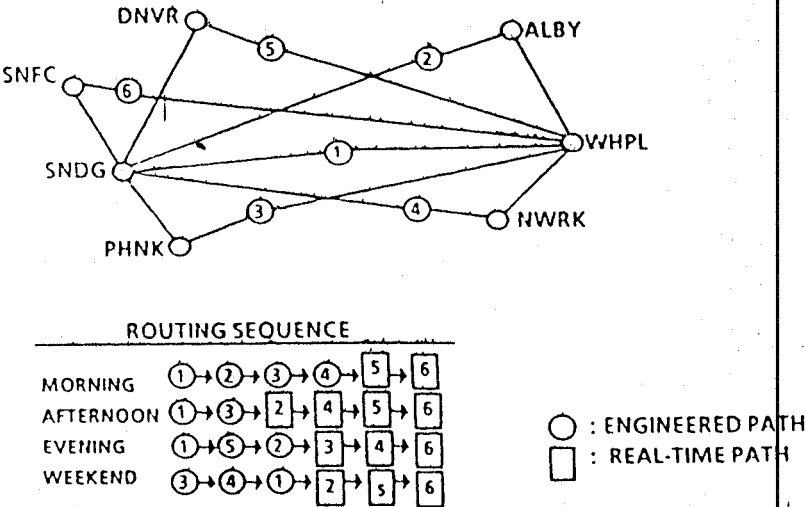 DNVR
ALBY
5
2
SNFC
6
WHPL
1
SNDG
3
4
NWRK
PHNK
ROUTING SEQUENCE
MORNING 1 2 3 4 5 6
AFTERNOON 1 3 2 4 5 6
EVENING 1 5 2 3 4 6
WEEKEND 3 4 1 2 5 6
: ENGINEERED PATH
: REAL-TIME PATH